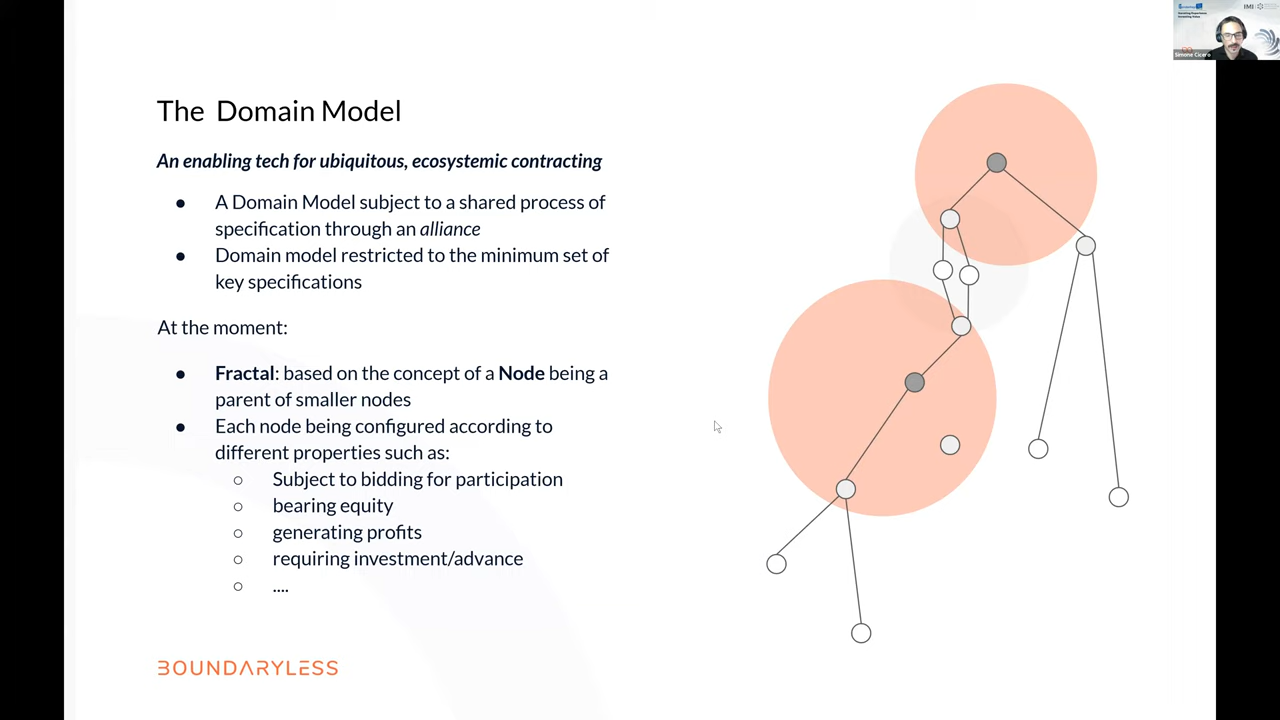 The Domain Model
An enabling tech for ubiquitous, ecosystemic contracting
● A Domain Model subject to a shared process of
specification through an alliance
● Domain model restricted to the minimum set of
key specifications
At the moment:
● Fractal: based on the concept of a Node being a
parent of smaller nodes
● Each node being configured according to
different properties such as:
○ Subject to bidding for participation
○ bearing equity
○ generating profits
○ requiring investment/advance
○ ....
BOUNDARYLESS
IMI
Simone Cicero